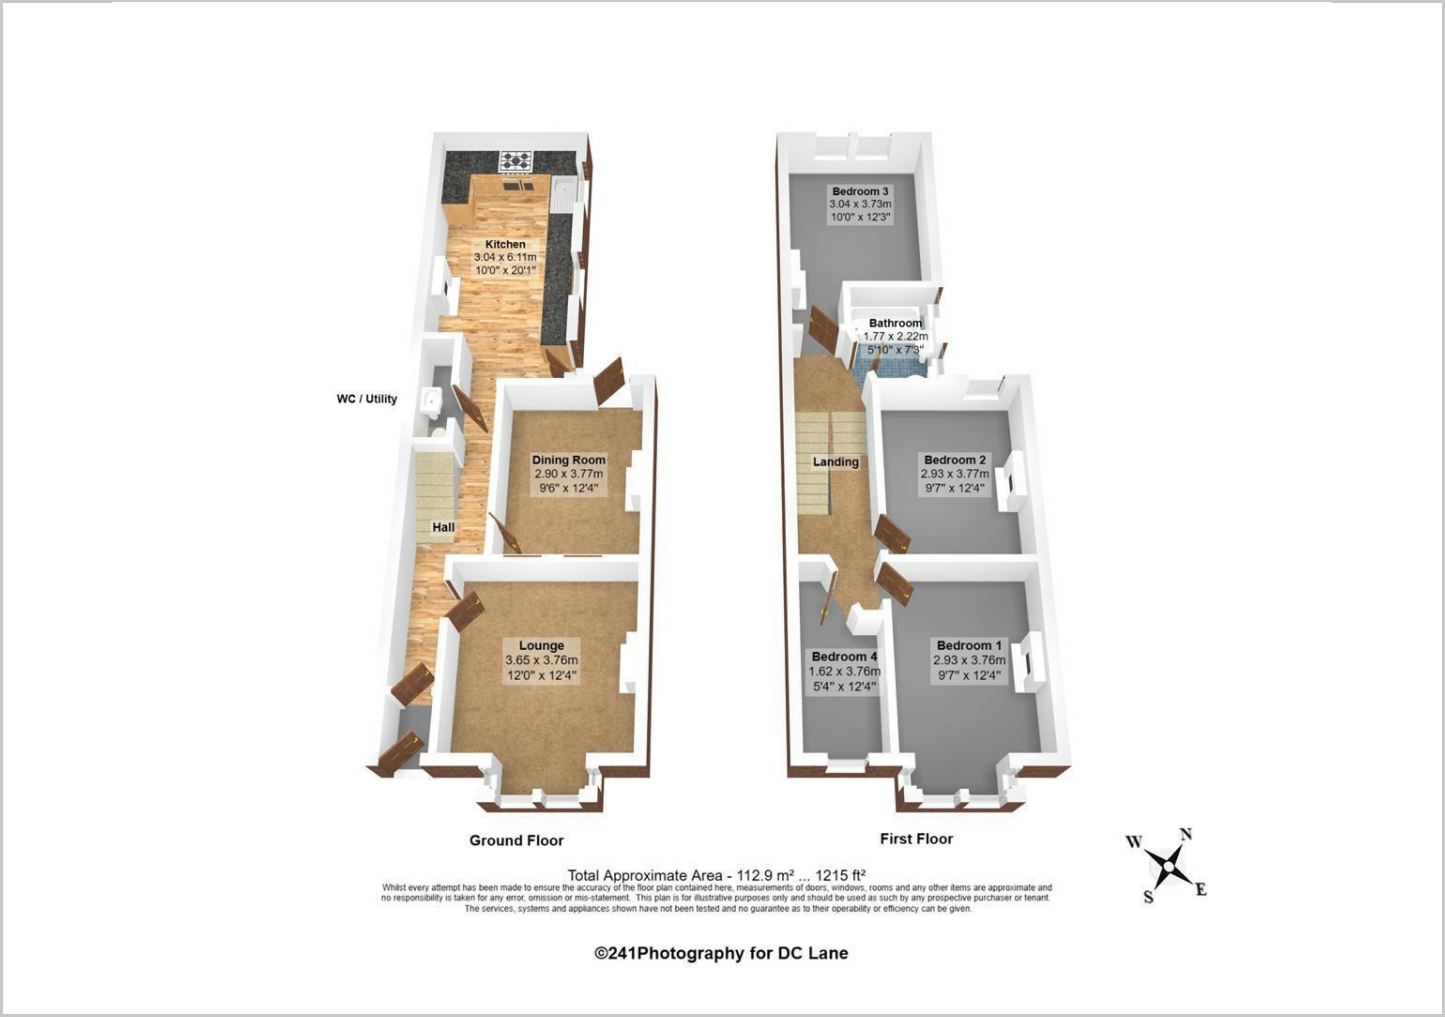 Kitchen
3.04 x 6.11m
10'0" x 20'1"
WC / Utility
Dining Room
2.90 x 3.77m
9'6" x 12'4"
Hall
Lounge
3.65 x 3.76m
12'0" x 12'4"
Ground Floor
Bedroom 3
3.04 x 3.73m
10'0" x 12'3"
Bathroom
1.77 x 2.22m
5'10" x 7'3"
Landing
Bedroom 2
2.93 x 3.77m
9'7" x 12'4"
Bedroom 4
1.62 x 3.76m
5'4" x 12'4"
Bedroom 1
2.93 x 3.76m
9'7" x 12'4"
First Floor
W N
S E
Total Approximate Area - 112.9 m² ... 1215 ft²
Whilst every attempt has been made to ensure the accuracy of the floor plan contained here, measurements of doors, windows, rooms and any other items are approximate and
no responsibility is taken for any error, omission or mis-statement. This plan is for illustrative purposes only and should be used as such by any prospective purchaser or tenant.
The services, systems and appliances shown have not been tested and no guarantee as to their operability or efficiency can be given.
©241Photography for DC Lane